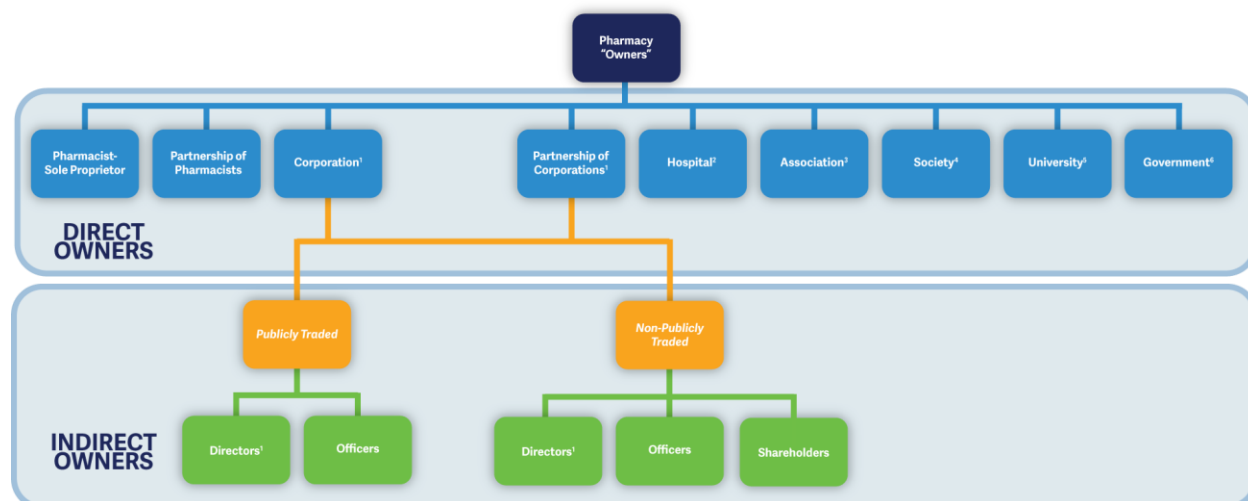 Pharmacy
"Owners"
Pharmacist-
Sole Proprietor
Partnership of
Pharmacists
Corporation¹
Partnership of
Corporations¹
Hospital²
Association³
Society⁴
University⁵
Government⁶
DIRECT
OWNERS
Publicly Traded
Non-Publicly
Traded
Directors¹
Officers
Directors¹
Officers
Shareholders
INDIRECT
OWNERS